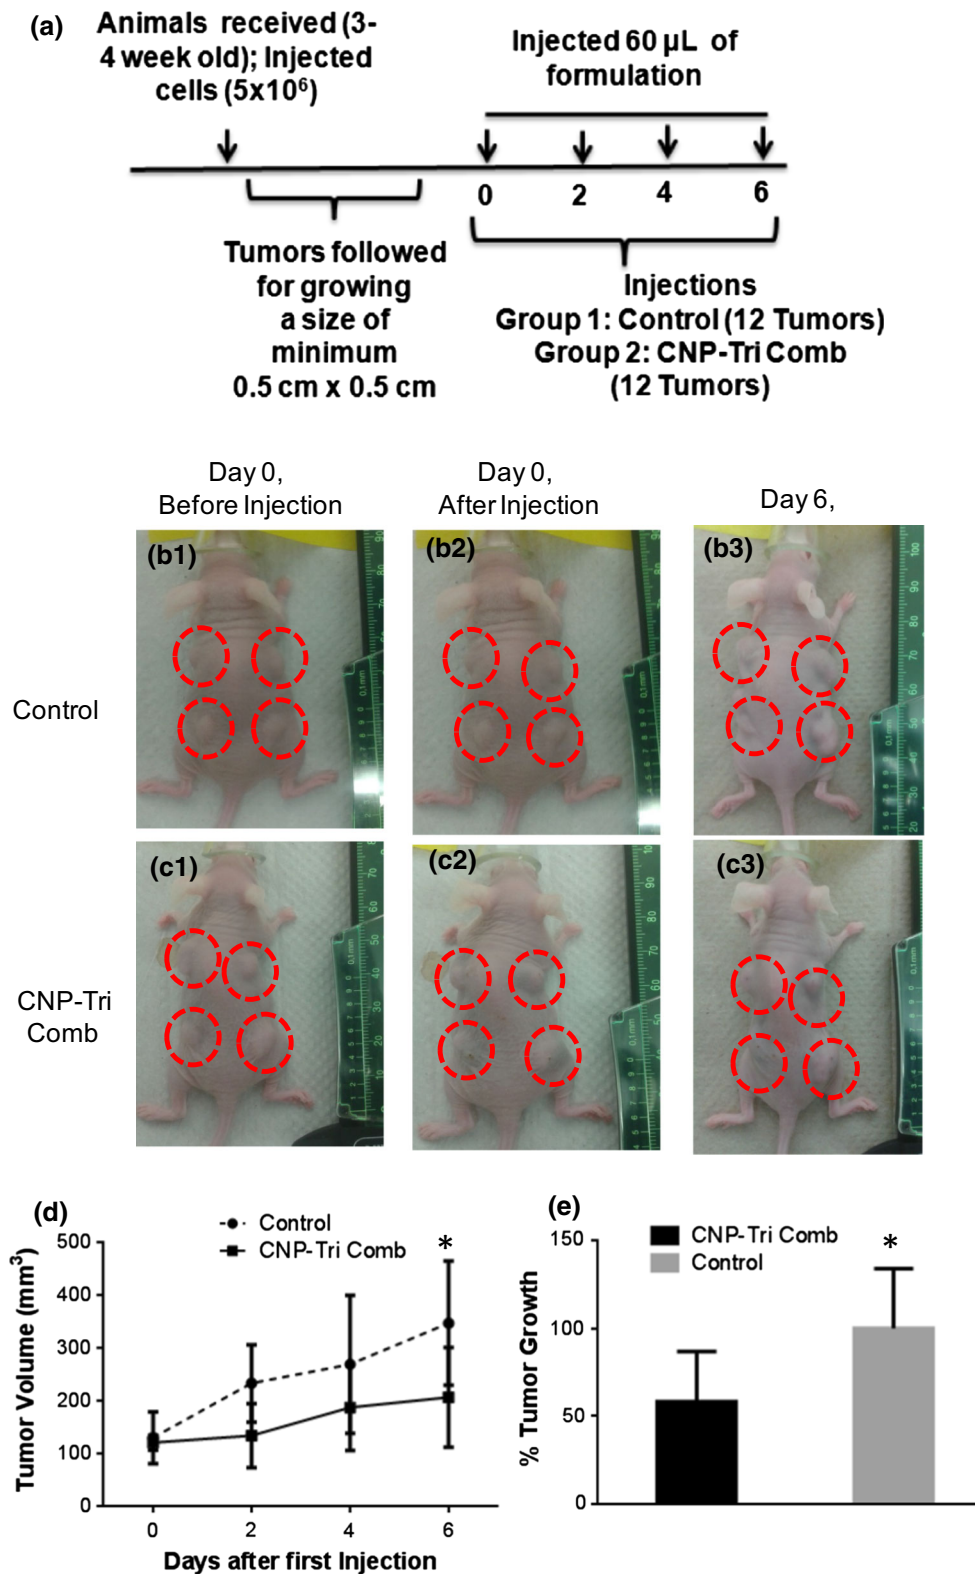 (a)
Animals received (3-
4 week old); Injected
cells (5x10⁶)
Injected 60 µL of
formulation
0 2 4 6
Tumors followed
for growing
a size of
minimum
0.5 cm x 0.5 cm
Injections
Group 1: Control (12 Tumors)
Group 2: CNP-Tri Comb
(12 Tumors)
Day 0,
Before Injection
Day 0,
After Injection
Day 6,
Control
(b1)
(b2)
(b3)
CNP-Tri
Comb
(c1)
(c2)
(c3)
(d)
Control
CNP-Tri Comb
*
Tumor Volume (mm³)
500
400
300
200
100
0
0 2 4 6
Days after first Injection
(e)
CNP-Tri Comb
Control
*
% Tumor Growth
150
100
50
0